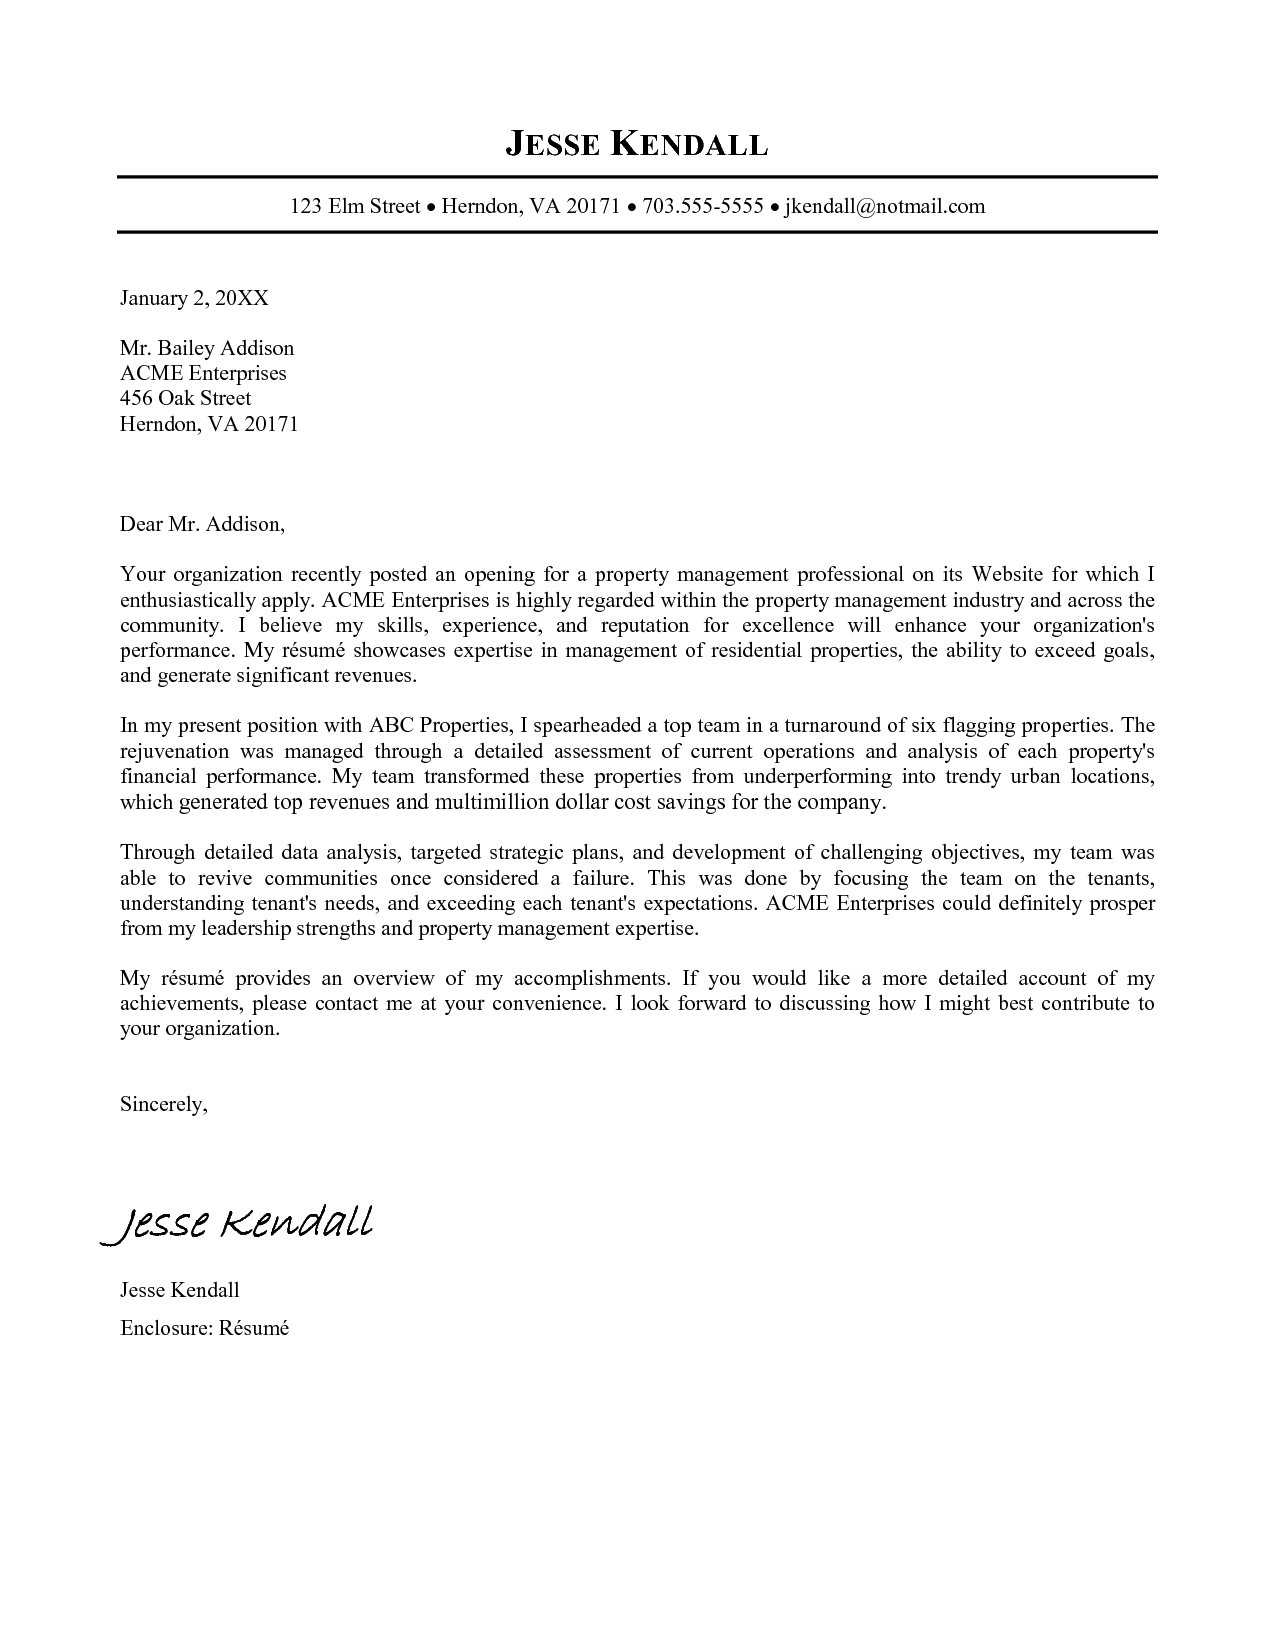 JESSE KENDALL
123 Elm Street • Herndon, VA 20171 • 703.555-5555 • jkendall@notmail.com
January 2, 20XX
Mr. Bailey Addison
ACME Enterprises
456 Oak Street
Herndon, VA 20171
Dear Mr. Addison,
Your organization recently posted an opening for a property management professional on its Website for which I
enthusiastically apply. ACME Enterprises is highly regarded within the property management industry and across the
community. I believe my skills, experience, and reputation for excellence will enhance your organization's
performance. My résumé showcases expertise in management of residential properties, the ability to exceed goals,
and generate significant revenues.
In my present position with ABC Properties, I spearheaded a top team in a turnaround of six flagging properties. The
rejuvenation was managed through a detailed assessment of current operations and analysis of each property's
financial performance. My team transformed these properties from underperforming into trendy urban locations,
which generated top revenues and multimillion dollar cost savings for the company.
Through detailed data analysis, targeted strategic plans, and development of challenging objectives, my team was
able to revive communities once considered a failure. This was done by focusing the team on the tenants,
understanding tenant's needs, and exceeding each tenant's expectations. ACME Enterprises could definitely prosper
from my leadership strengths and property management expertise.
My résumé provides an overview of my accomplishments. If you would like a more detailed account of my
achievements, please contact me at your convenience. I look forward to discussing how I might best contribute to
your organization.
Sincerely,
Jesse Kendall
Jesse Kendall
Enclosure: Résumé